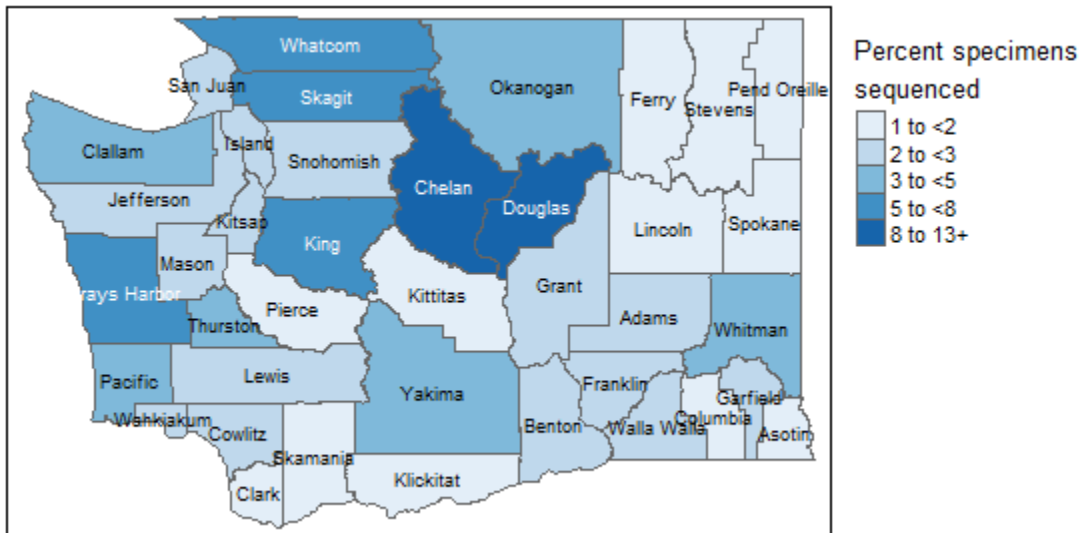 Whatcom
San Juan
Skagit
Okanogan
Ferry
Stevens
Pend Oreille
Clallam
Island
Snohomish
Jefferson
Chelan
Douglas
Kitsap
King
Lincoln
Spokane
Mason
rays Harbor
Kittitas
Grant
Pierce
Thurston
Adams
Whitman
Pacific
Lewis
Yakima
Franklin
Garfield
Wahkiakum
Cowlitz
Benton
Walla Walla
Columbia
Asotin
Skamania
Klickitat
Clark
Percent specimens
sequenced
1 to <2
2 to <3
3 to <5
5 to <8
8 to 13+